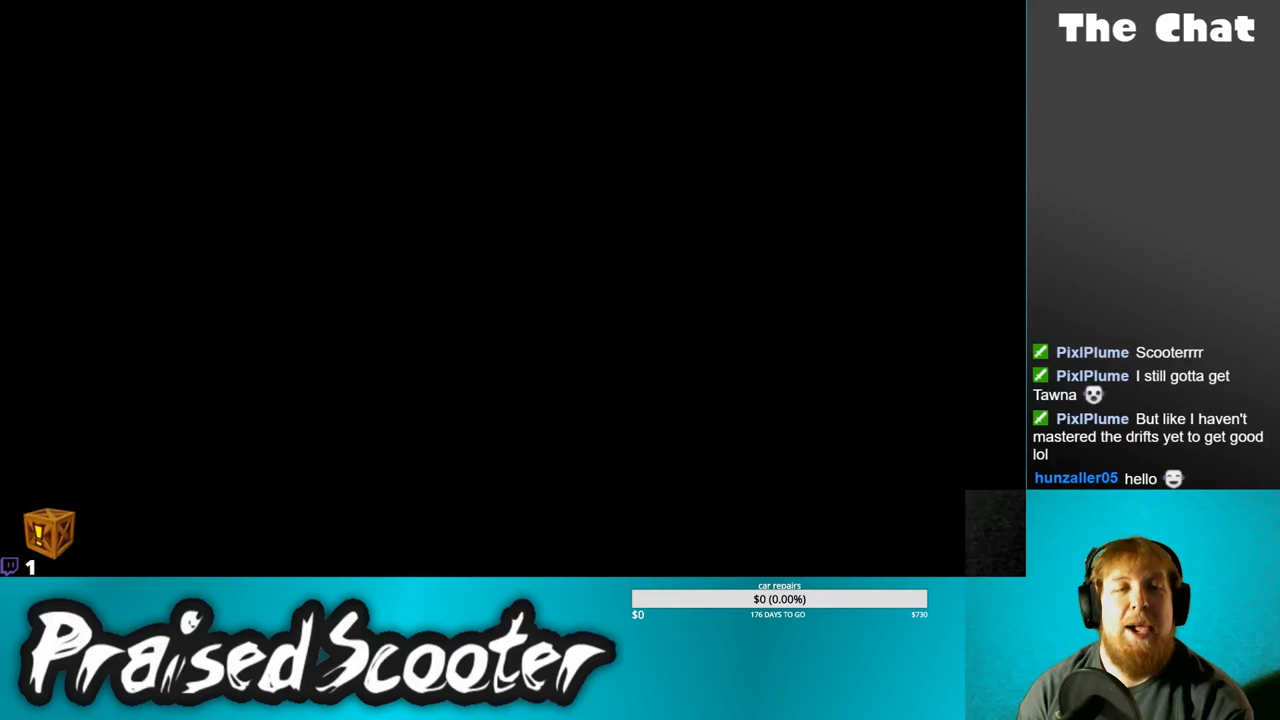 The Chat
PixlPlume Scooterrrr
PixlPlume I still gotta get
Tawna
PixlPlume But like I haven't
mastered the drifts yet to get good
lol
hunzaller05 hello
!
1
car repairs
$0 (0.00%)
$0 176 DAYS TO GO $730
PraisedScooter